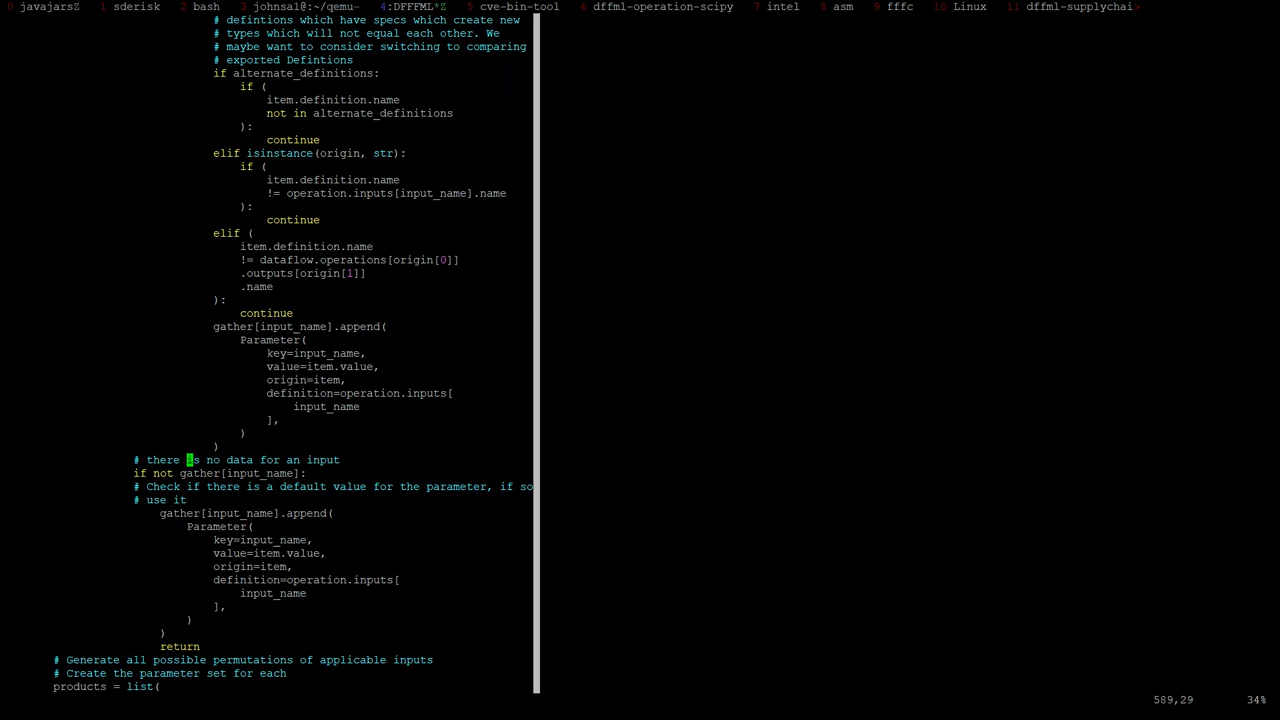 0 javajarsZ  1 sderisk  2 bash  3 johnsa1@:~/qemu-  4:DFFFML*Z  5 cve-bin-tool  6 dffml-operation-scipy  7 intel  8 asm  9 fffc  10 Linux  11 dffml-supplychai>
# defintions which have specs which create new
# types which will not equal each other. We
# maybe want to consider switching to comparing
# exported Defintions
if alternate_definitions:
if (
item.definition.name
not in alternate_definitions
):
continue
elif isinstance(origin, str):
if (
item.definition.name
!= operation.inputs[input_name].name
):
continue
elif (
item.definition.name
!= dataflow.operations[origin[0]]
.outputs[origin[1]]
.name
):
continue
gather[input_name].append(
Parameter(
key=input_name,
value=item.value,
origin=item,
definition=operation.inputs[
input_name
],
)
)
# there is no data for an input
if not gather[input_name]:
# Check if there is a default value for the parameter, if so
# use it
gather[input_name].append(
Parameter(
key=input_name,
value=item.value,
origin=item,
definition=operation.inputs[
input_name
],
)
)
return
# Generate all possible permutations of applicable inputs
# Create the parameter set for each
products = list(
589,29  34%